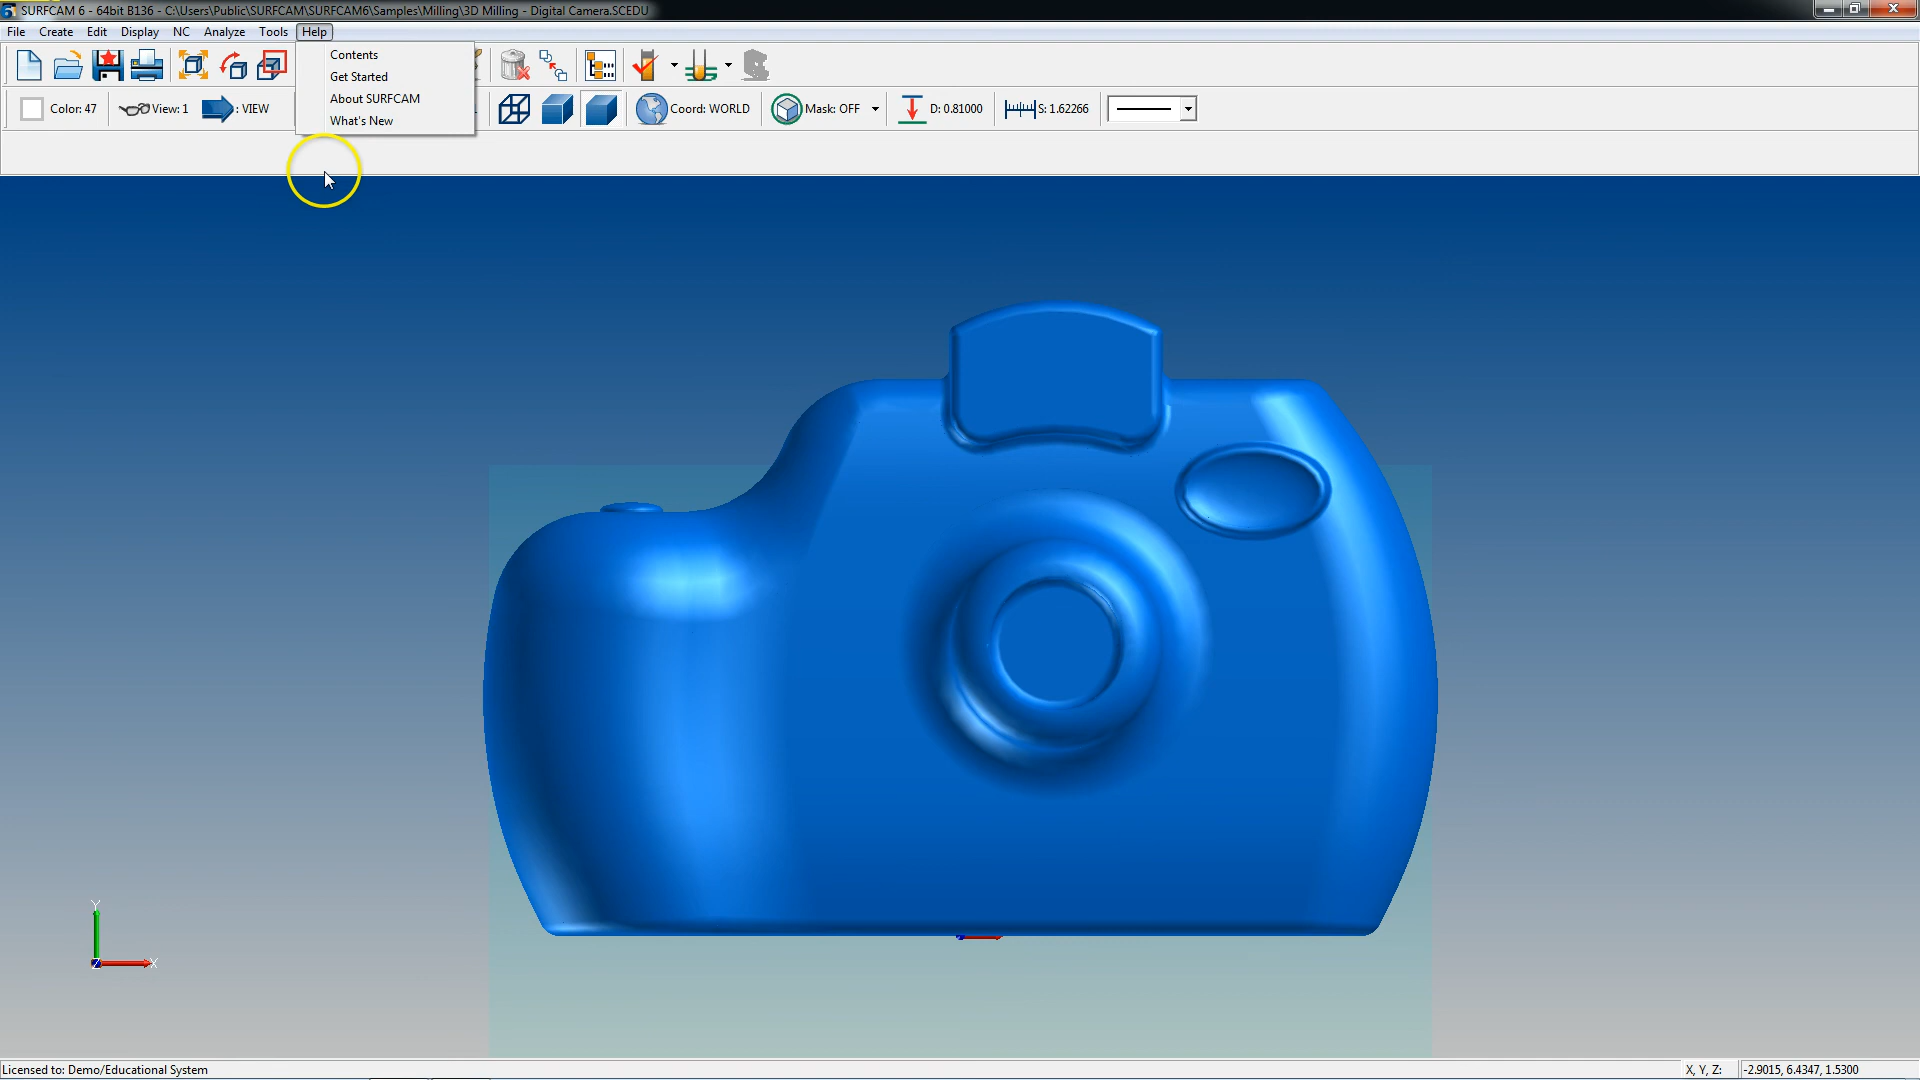 SURFCAM 6 - 64bit B136 - C:\Users\Public\SURFCAM\SURFCAM6\Samples\Milling\3D Milling - Digital Camera.SCEDU
File Create Edit Display NC Analyze Tools Help
Contents
Get Started
About SURFCAM
What's New
Color: 47 View: 1 : VIEW Coord: WORLD Mask: OFF D: 0.81000 S: 1.62266
Y
X
Z
Licensed to: Demo/Educational System X, Y, Z: -2.9015, 6.4347, 1.5300